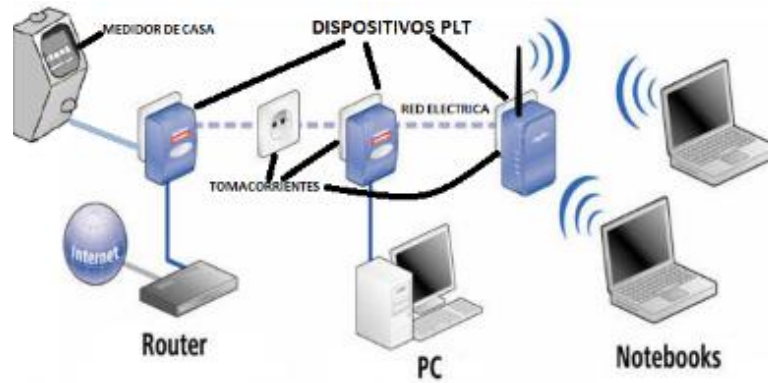 MEDIDOR DE CASA
DISPOSITIVOS PLT
RED ELECTRICA
TOMACORRIENTES
Internet
Router
PC
Notebooks